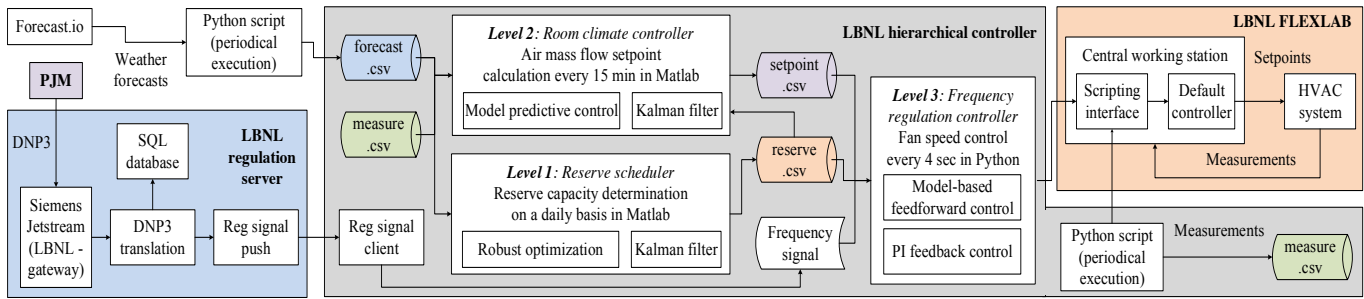 Forecast.io
Weather
forecasts
Python script
(periodical
execution)
PJM
DNP3
LBNL
regulation
server
SQL
database
Siemens
Jetstream
(LBNL -
gateway)
DNP3
translation
Reg signal
push
LBNL hierarchical controller
forecast
.csv
measure
.csv
Reg signal
client
Level 2: Room climate controller
Air mass flow setpoint
calculation every 15 min in Matlab
Model predictive control
Kalman filter
Level 1: Reserve scheduler
Reserve capacity determination
on a daily basis in Matlab
Robust optimization
Kalman filter
setpoint
.csv
reserve
.csv
Frequency
signal
Level 3: Frequency
regulation controller
Fan speed control
every 4 sec in Python
Model-based
feedforward control
PI feedback control
LBNL FLEXLAB
Central working station
Scripting
interface
Default
controller
Setpoints
HVAC
system
Measurements
Python script
(periodical
execution)
Measurements
measure
.csv